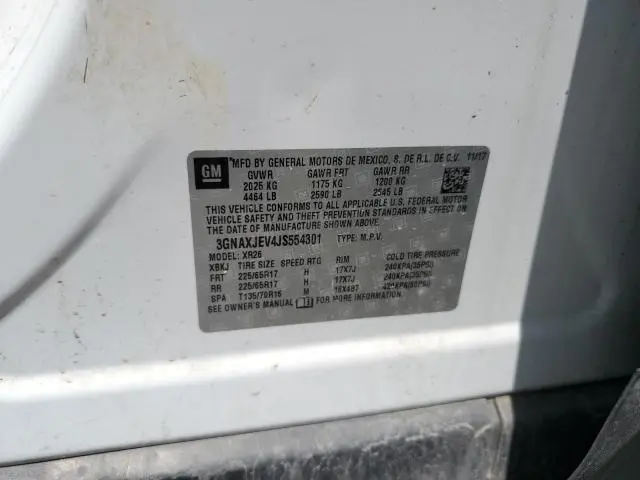 GM
MFD BY GENERAL MOTORS DE MEXICO, S. DE R.L. DE C.V. 11/17
GVWR GAWR FRT GAWR RR
2025 KG 1175 KG 1200 KG
4464 LB 2590 LB 2645 LB
THIS VEHICLE CONFORMS TO ALL APPLICABLE U.S. FEDERAL MOTOR
VEHICLE SAFETY AND THEFT PREVENTION STANDARDS IN EFFECT ON
THE DATE OF MANUFACTURE SHOWN ABOVE.
3GNAXJEV4JS554301 TYPE: M.P.V.
MODEL: XR26
XBKJ TIRE SIZE SPEED RTG RIM COLD TIRE PRESSURE
FRT 225/65R17 H 17X7J 240KPA(35PSI)
RR 225/65R17 H 17X7J 240KPA(35PSI)
SPA T135/70R16 M 16X4BT 420KPA(60PSI)
SEE OWNER'S MANUAL FOR MORE INFORMATION.